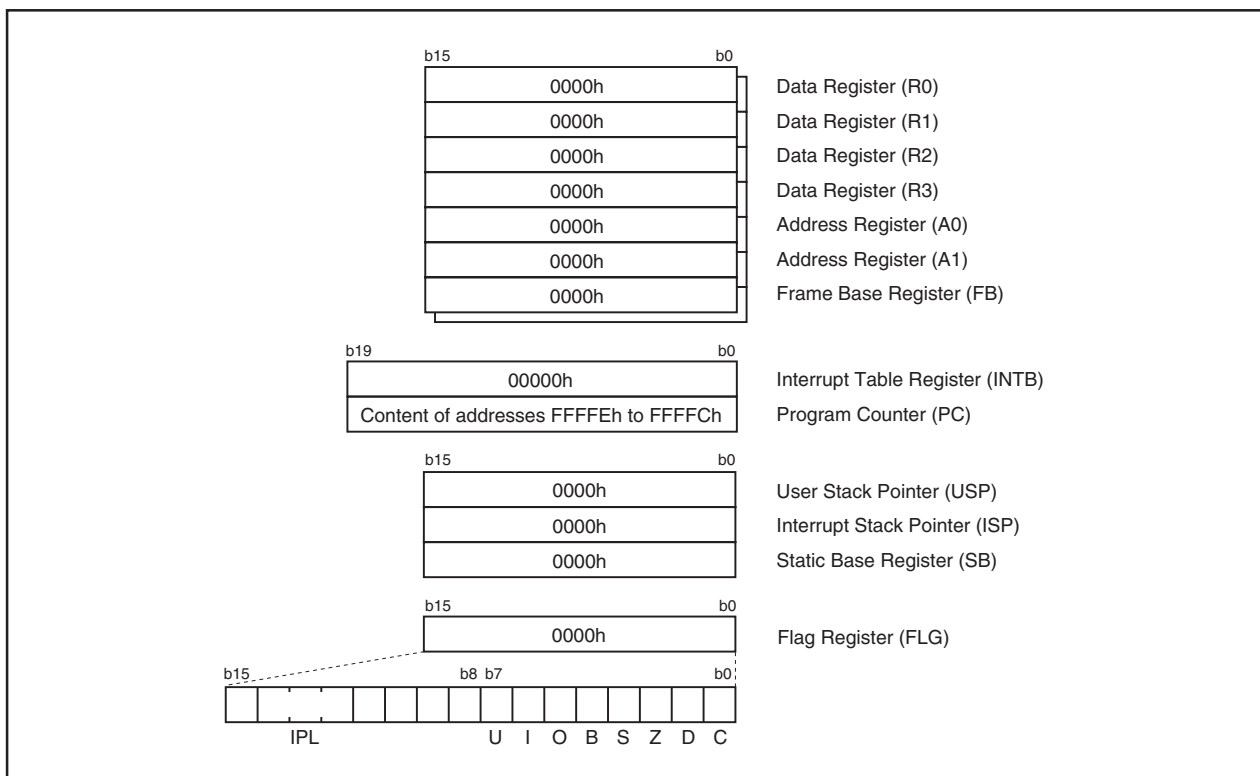 b15 b0
0000h Data Register (R0)
0000h Data Register (R1)
0000h Data Register (R2)
0000h Data Register (R3)
0000h Address Register (A0)
0000h Address Register (A1)
0000h Frame Base Register (FB)
b19 b0
00000h Interrupt Table Register (INTB)
Content of addresses FFFFEh to FFFFCh Program Counter (PC)
b15 b0
0000h User Stack Pointer (USP)
0000h Interrupt Stack Pointer (ISP)
0000h Static Base Register (SB)
b15 b0
0000h Flag Register (FLG)
b15 b8 b7 b0
IPL U I O B S Z D C